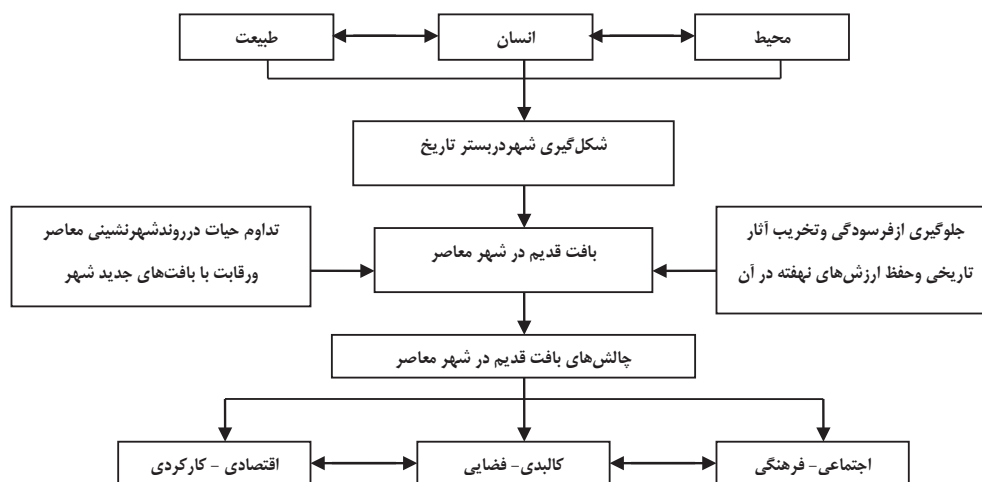 محیط
انسان
طبیعت
شکل‌گیری شهردربستر تاریخ
جلوگیری ازفرسودگی وتخریب آثار
تاریخی وحفظ ارزش‌های نهفته در آن
بافت قدیم در شهر معاصر
تداوم حیات درروندشهرنشینی معاصر
ورقابت با بافت‌های جدید شهر
چالش‌های بافت قدیم در شهر معاصر
اجتماعی- فرهنگی
کالبدی- فضایی
اقتصادی - کارکردی